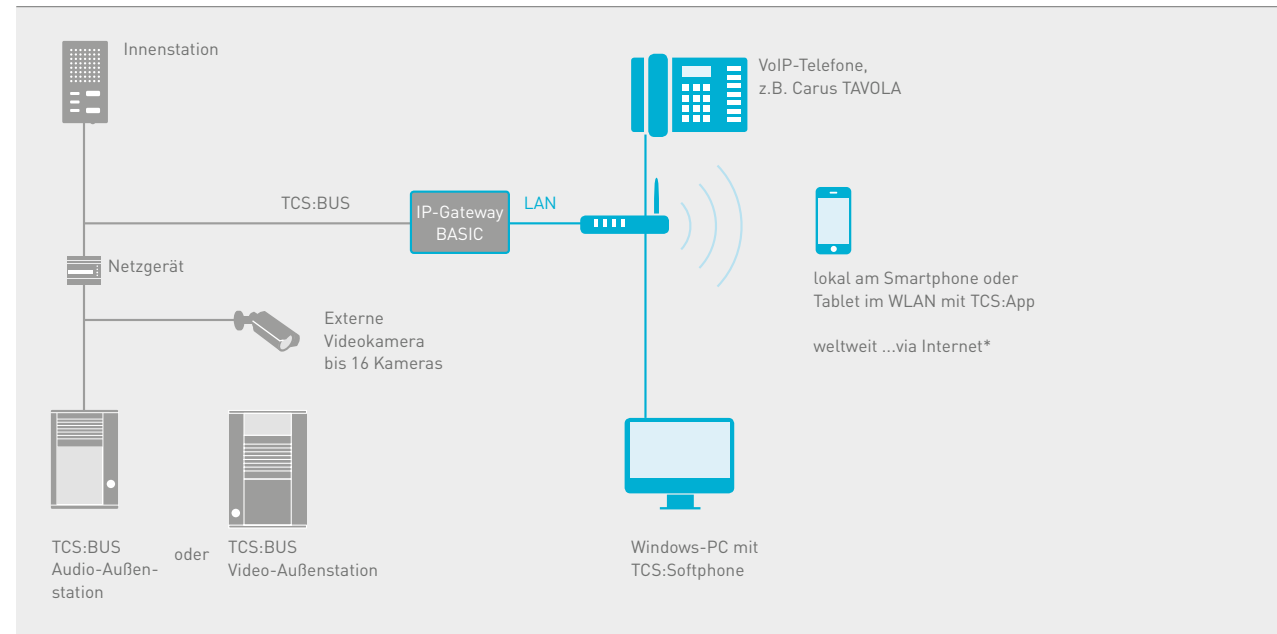 Innenstation
VoIP-Telefone,
z.B. Carus TAVOLA
TCS:BUS
IP-Gateway
BASIC
LAN
Netzgerät
lokal am Smartphone oder
Tablet im WLAN mit TCS:App
weltweit ...via Internet*
Externe
Videokamera
bis 16 Kameras
TCS:BUS
Audio-Außen-
station
oder
TCS:BUS
Video-Außenstation
Windows-PC mit
TCS:Softphone